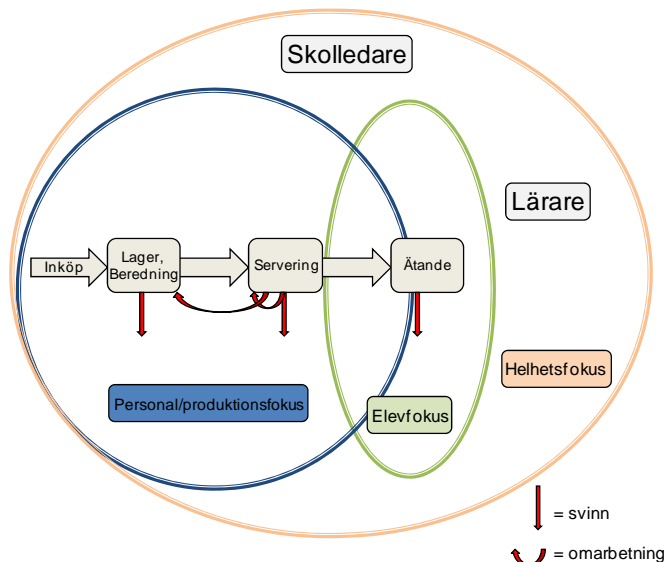 Skolledare
Lärare
Inköp
Lager,
Beredning
Servering
Ätande
Helhetsfokus
Personal/produktionsfokus
Elevfokus
= svinn
= omarbetning